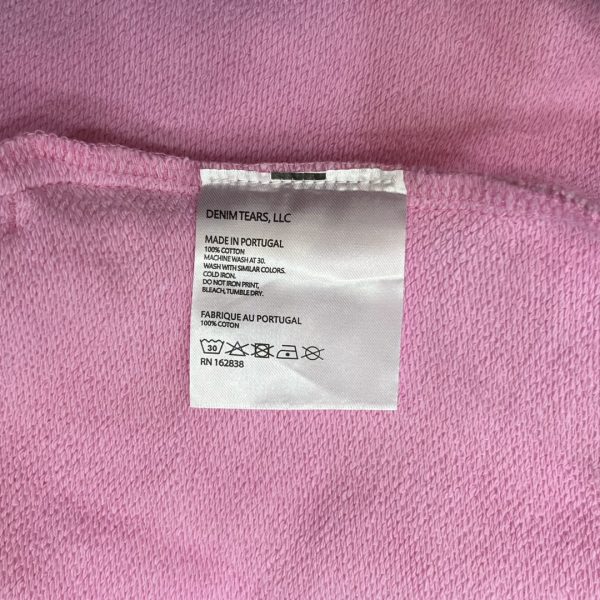 DENIM TEARS, LLC
MADE IN PORTUGAL
100% COTTON
MACHINE WASH AT 30.
WASH WITH SIMILAR COLORS.
COLD IRON.
DO NOT IRON PRINT,
BLEACH, TUMBLE DRY.
FABRIQUE AU PORTUGAL
100% COTON
30
RN 162838